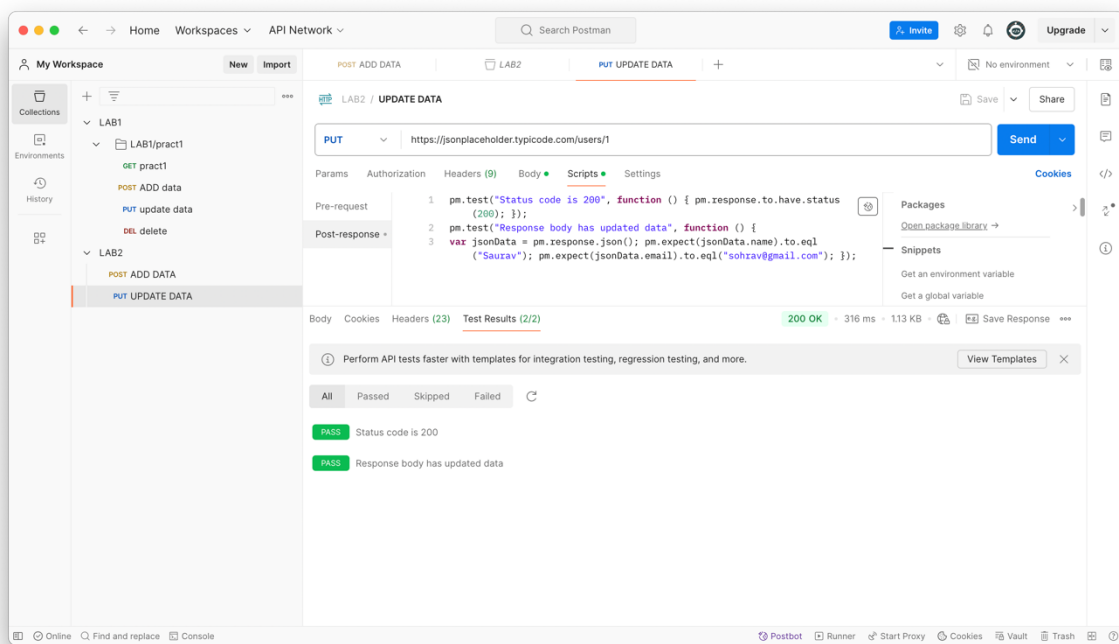 Home Workspaces API Network Search Postman Invite Upgrade
My Workspace New Import POST ADD DATA LAB2 PUT UPDATE DATA No environment
Collections
Environments
History
LAB1
LAB1/pract1
GET pract1
POST ADD data
PUT update data
DEL delete
LAB2
POST ADD DATA
PUT UPDATE DATA
HTTP LAB2 / UPDATE DATA Save Share
PUT https://jsonplaceholder.typicode.com/users/1 Send
Params Authorization Headers (9) Body Scripts Settings Cookies
Pre-request
Post-response
1 pm.test("Status code is 200", function () { pm.response.to.have.status
(200); });
2 pm.test("Response body has updated data", function () {
3 var jsonData = pm.response.json(); pm.expect(jsonData.name).to.eql
("Saurav"); pm.expect(jsonData.email).to.eql("sohrav@gmail.com"); });
Packages
Open package library →
Snippets
Get an environment variable
Get a global variable
Body Cookies Headers (23) Test Results (2/2) 200 OK 316 ms 1.13 KB e.g. Save Response
Perform API tests faster with templates for integration testing, regression testing, and more. View Templates
All Passed Skipped Failed
PASS Status code is 200
PASS Response body has updated data
Online Find and replace Console Postbot Runner Start Proxy Cookies Vault Trash